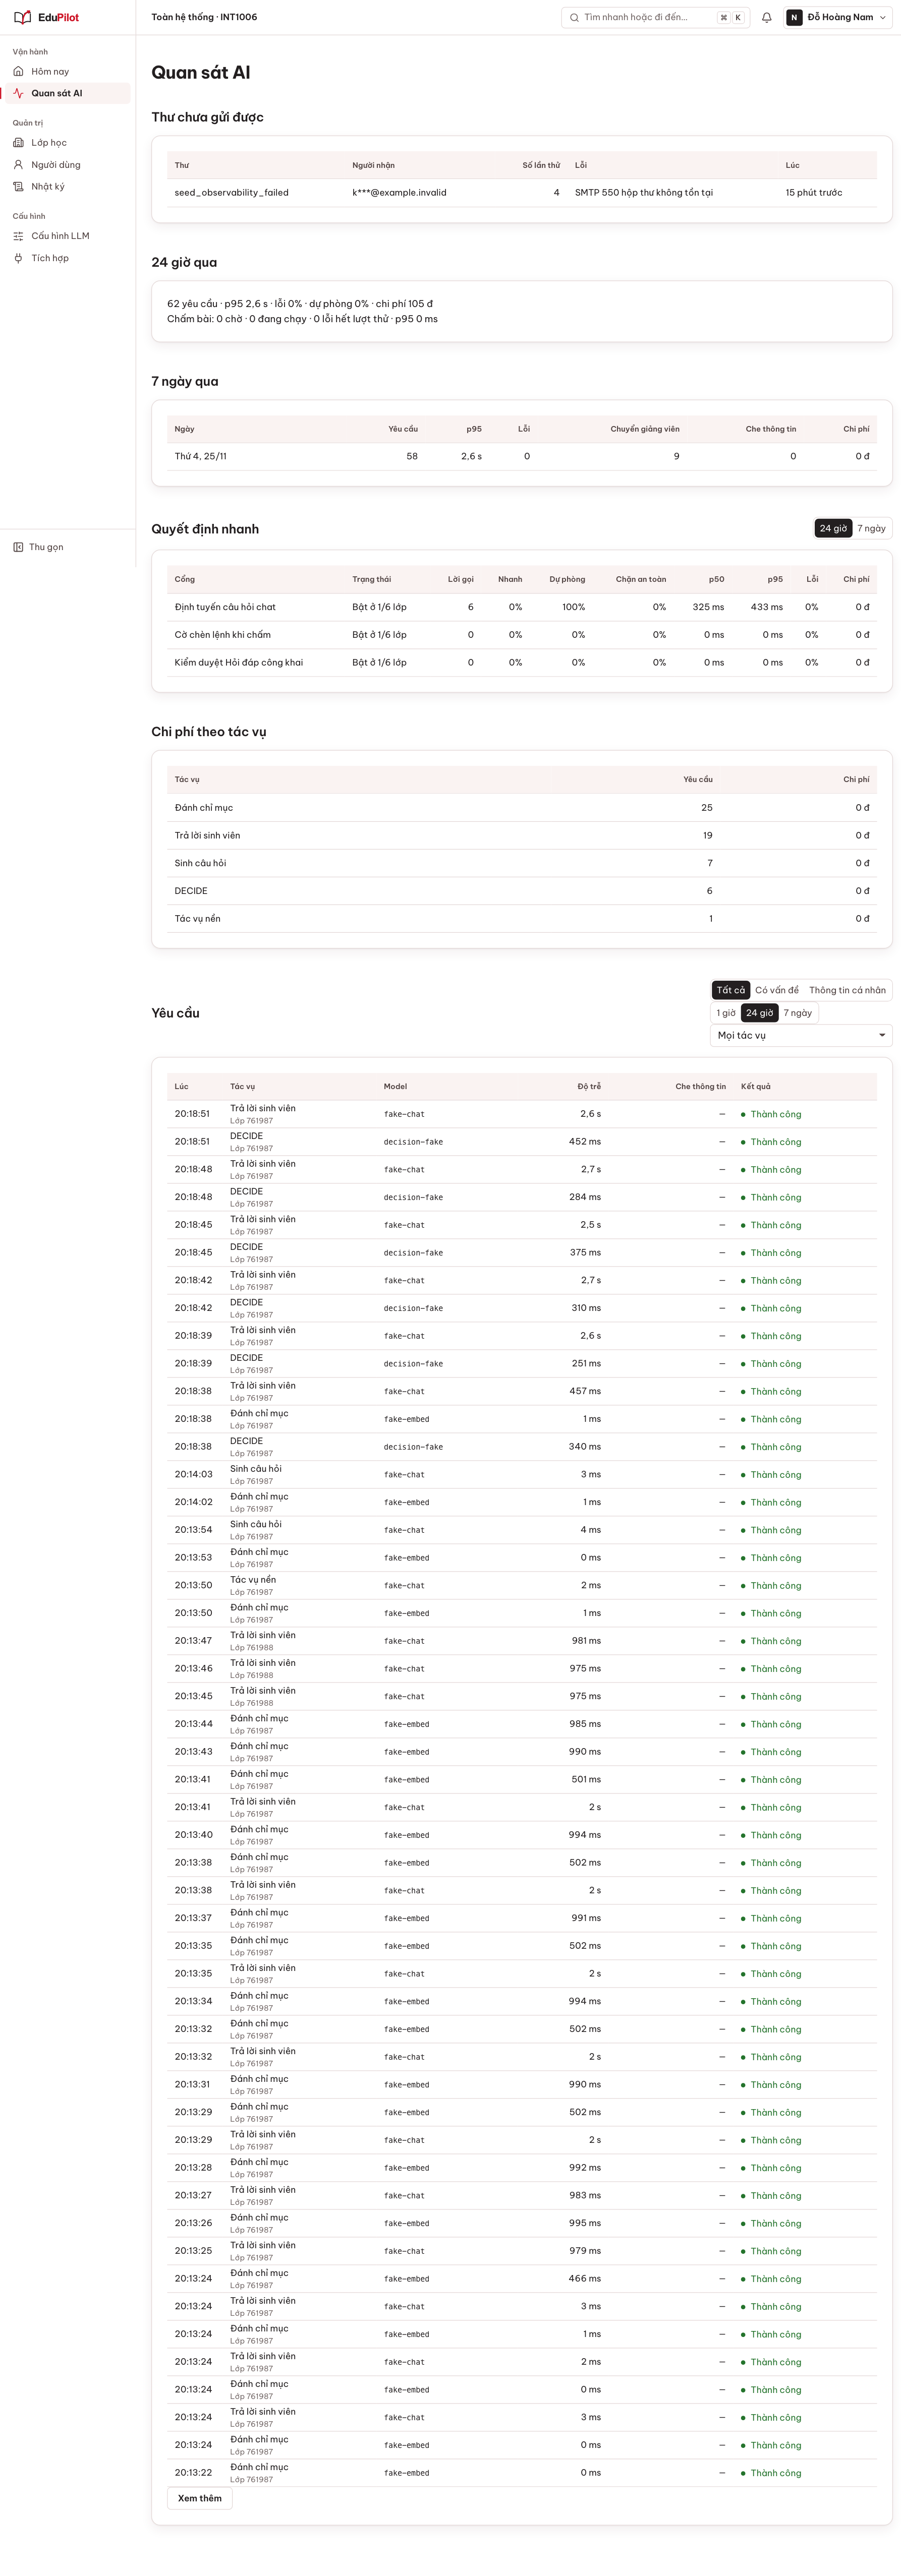 EduPilot
Toàn hệ thống · INT1006
Tìm nhanh hoặc đi đến...
⌘ K
N Đỗ Hoàng Nam
Vận hành
Hôm nay
Quan sát AI
Quản trị
Lớp học
Người dùng
Nhật ký
Cấu hình
Cấu hình LLM
Tích hợp
Thu gọn
Quan sát AI
Thư chưa gửi được
Thư Người nhận Số lần thử Lỗi Lúc
seed_observability_failed k***@example.invalid 4 SMTP 550 hộp thư không tồn tại 15 phút trước
24 giờ qua
62 yêu cầu · p95 2,6 s · lỗi 0% · dự phòng 0% · chi phí 105 đ
Chấm bài: 0 chờ · 0 đang chạy · 0 lỗi hết lượt thử · p95 0 ms
7 ngày qua
Ngày Yêu cầu p95 Lỗi Chuyển giảng viên Che thông tin Chi phí
Thứ 4, 25/11 58 2,6 s 0 9 0 0 đ
Quyết định nhanh
24 giờ 7 ngày
Cổng Trạng thái Lời gọi Nhanh Dự phòng Chặn an toàn p50 p95 Lỗi Chi phí
Định tuyến câu hỏi chat Bật ở 1/6 lớp 6 0% 100% 0% 325 ms 433 ms 0% 0 đ
Cờ chèn lệnh khi chấm Bật ở 1/6 lớp 0 0% 0% 0% 0 ms 0 ms 0% 0 đ
Kiểm duyệt Hỏi đáp công khai Bật ở 1/6 lớp 0 0% 0% 0% 0 ms 0 ms 0% 0 đ
Chi phí theo tác vụ
Tác vụ Yêu cầu Chi phí
Đánh chỉ mục 25 0 đ
Trả lời sinh viên 19 0 đ
Sinh câu hỏi 7 0 đ
DECIDE 6 0 đ
Tác vụ nền 1 0 đ
Yêu cầu
Tất cả Có vấn đề Thông tin cá nhân
1 giờ 24 giờ 7 ngày
Mọi tác vụ
Lúc Tác vụ Model Độ trễ Che thông tin Kết quả
20:18:51 Trả lời sinh viên fake-chat 2,6 s — Thành công
Lớp 761987
20:18:51 DECIDE decision-fake 452 ms — Thành công
Lớp 761987
20:18:48 Trả lời sinh viên fake-chat 2,7 s — Thành công
Lớp 761987
20:18:48 DECIDE decision-fake 284 ms — Thành công
Lớp 761987
20:18:45 Trả lời sinh viên fake-chat 2,5 s — Thành công
Lớp 761987
20:18:45 DECIDE decision-fake 375 ms — Thành công
Lớp 761987
20:18:42 Trả lời sinh viên fake-chat 2,7 s — Thành công
Lớp 761987
20:18:42 DECIDE decision-fake 310 ms — Thành công
Lớp 761987
20:18:39 Trả lời sinh viên fake-chat 2,6 s — Thành công
Lớp 761987
20:18:39 DECIDE decision-fake 251 ms — Thành công
Lớp 761987
20:18:38 Trả lời sinh viên fake-chat 457 ms — Thành công
Lớp 761987
20:18:38 Đánh chỉ mục fake-embed 1 ms — Thành công
Lớp 761987
20:18:38 DECIDE decision-fake 340 ms — Thành công
Lớp 761987
20:14:03 Sinh câu hỏi fake-chat 3 ms — Thành công
Lớp 761987
20:14:02 Đánh chỉ mục fake-embed 1 ms — Thành công
Lớp 761987
20:13:54 Sinh câu hỏi fake-chat 4 ms — Thành công
Lớp 761987
20:13:53 Đánh chỉ mục fake-embed 0 ms — Thành công
Lớp 761987
20:13:50 Tác vụ nền fake-chat 2 ms — Thành công
Lớp 761987
20:13:50 Đánh chỉ mục fake-embed 1 ms — Thành công
Lớp 761987
20:13:47 Trả lời sinh viên fake-chat 981 ms — Thành công
Lớp 761988
20:13:46 Trả lời sinh viên fake-chat 975 ms — Thành công
Lớp 761988
20:13:45 Trả lời sinh viên fake-chat 975 ms — Thành công
Lớp 761988
20:13:44 Đánh chỉ mục fake-embed 985 ms — Thành công
Lớp 761987
20:13:43 Đánh chỉ mục fake-embed 990 ms — Thành công
Lớp 761987
20:13:41 Đánh chỉ mục fake-embed 501 ms — Thành công
Lớp 761987
20:13:41 Trả lời sinh viên fake-chat 2 s — Thành công
Lớp 761987
20:13:40 Đánh chỉ mục fake-embed 994 ms — Thành công
Lớp 761987
20:13:38 Đánh chỉ mục fake-embed 502 ms — Thành công
Lớp 761987
20:13:38 Trả lời sinh viên fake-chat 2 s — Thành công
Lớp 761987
20:13:37 Đánh chỉ mục fake-embed 991 ms — Thành công
Lớp 761987
20:13:35 Đánh chỉ mục fake-embed 502 ms — Thành công
Lớp 761987
20:13:35 Trả lời sinh viên fake-chat 2 s — Thành công
Lớp 761987
20:13:34 Đánh chỉ mục fake-embed 994 ms — Thành công
Lớp 761987
20:13:32 Đánh chỉ mục fake-embed 502 ms — Thành công
Lớp 761987
20:13:32 Trả lời sinh viên fake-chat 2 s — Thành công
Lớp 761987
20:13:31 Đánh chỉ mục fake-embed 990 ms — Thành công
Lớp 761987
20:13:29 Đánh chỉ mục fake-embed 502 ms — Thành công
Lớp 761987
20:13:29 Trả lời sinh viên fake-chat 2 s — Thành công
Lớp 761987
20:13:28 Đánh chỉ mục fake-embed 992 ms — Thành công
Lớp 761987
20:13:27 Trả lời sinh viên fake-chat 983 ms — Thành công
Lớp 761987
20:13:26 Đánh chỉ mục fake-embed 995 ms — Thành công
Lớp 761987
20:13:25 Trả lời sinh viên fake-chat 979 ms — Thành công
Lớp 761987
20:13:24 Đánh chỉ mục fake-embed 466 ms — Thành công
Lớp 761987
20:13:24 Trả lời sinh viên fake-chat 3 ms — Thành công
Lớp 761987
20:13:24 Đánh chỉ mục fake-embed 1 ms — Thành công
Lớp 761987
20:13:24 Trả lời sinh viên fake-chat 2 ms — Thành công
Lớp 761987
20:13:24 Đánh chỉ mục fake-embed 0 ms — Thành công
Lớp 761987
20:13:24 Trả lời sinh viên fake-chat 3 ms — Thành công
Lớp 761987
20:13:24 Đánh chỉ mục fake-embed 0 ms — Thành công
Lớp 761987
20:13:22 Đánh chỉ mục fake-embed 0 ms — Thành công
Lớp 761987
Xem thêm